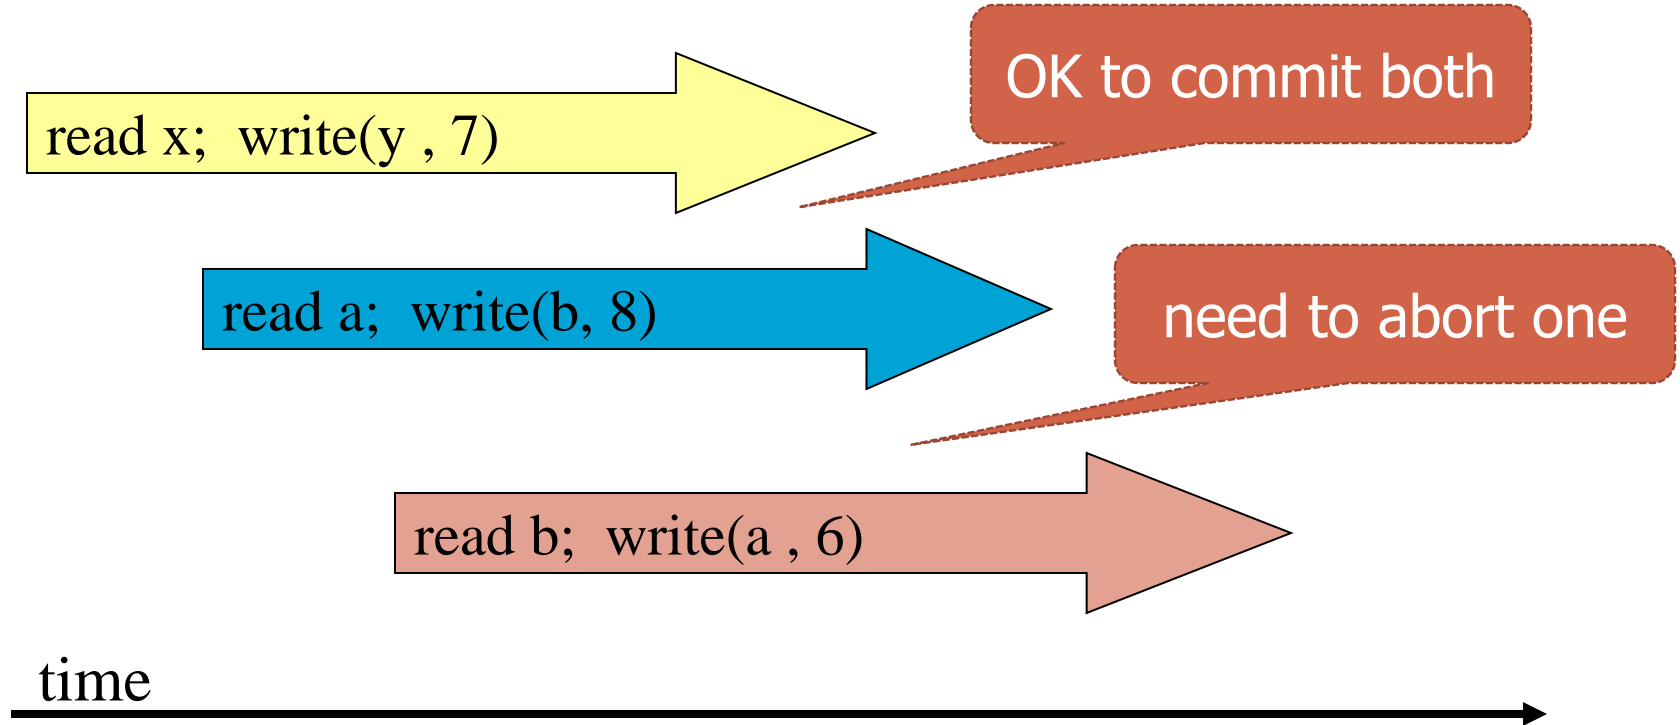 OK to commit both
read x;  write(y , 7)
read a;  write(b, 8)
need to abort one
read b;  write(a , 6)
time